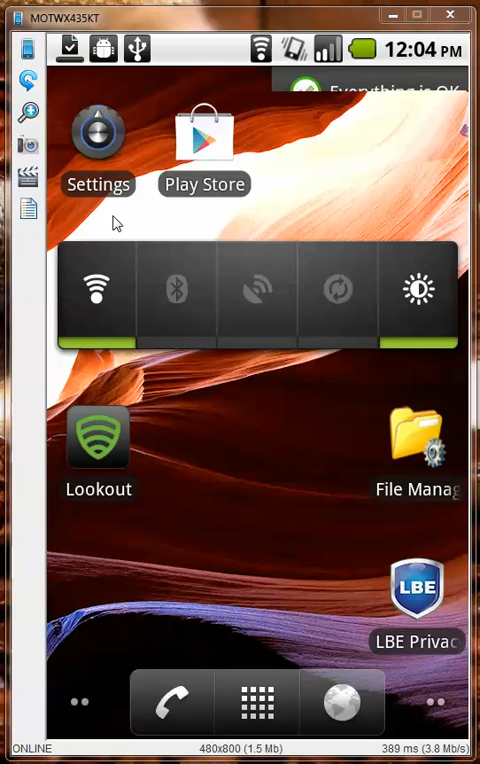 MOTWX435KT
12:04 PM
Everything is OK
Settings
Play Store
Lookout
File Manag
LBE
LBE Privac
ONLINE
480x800 (1.5 Mb)
389 ms (3.8 Mb/s)